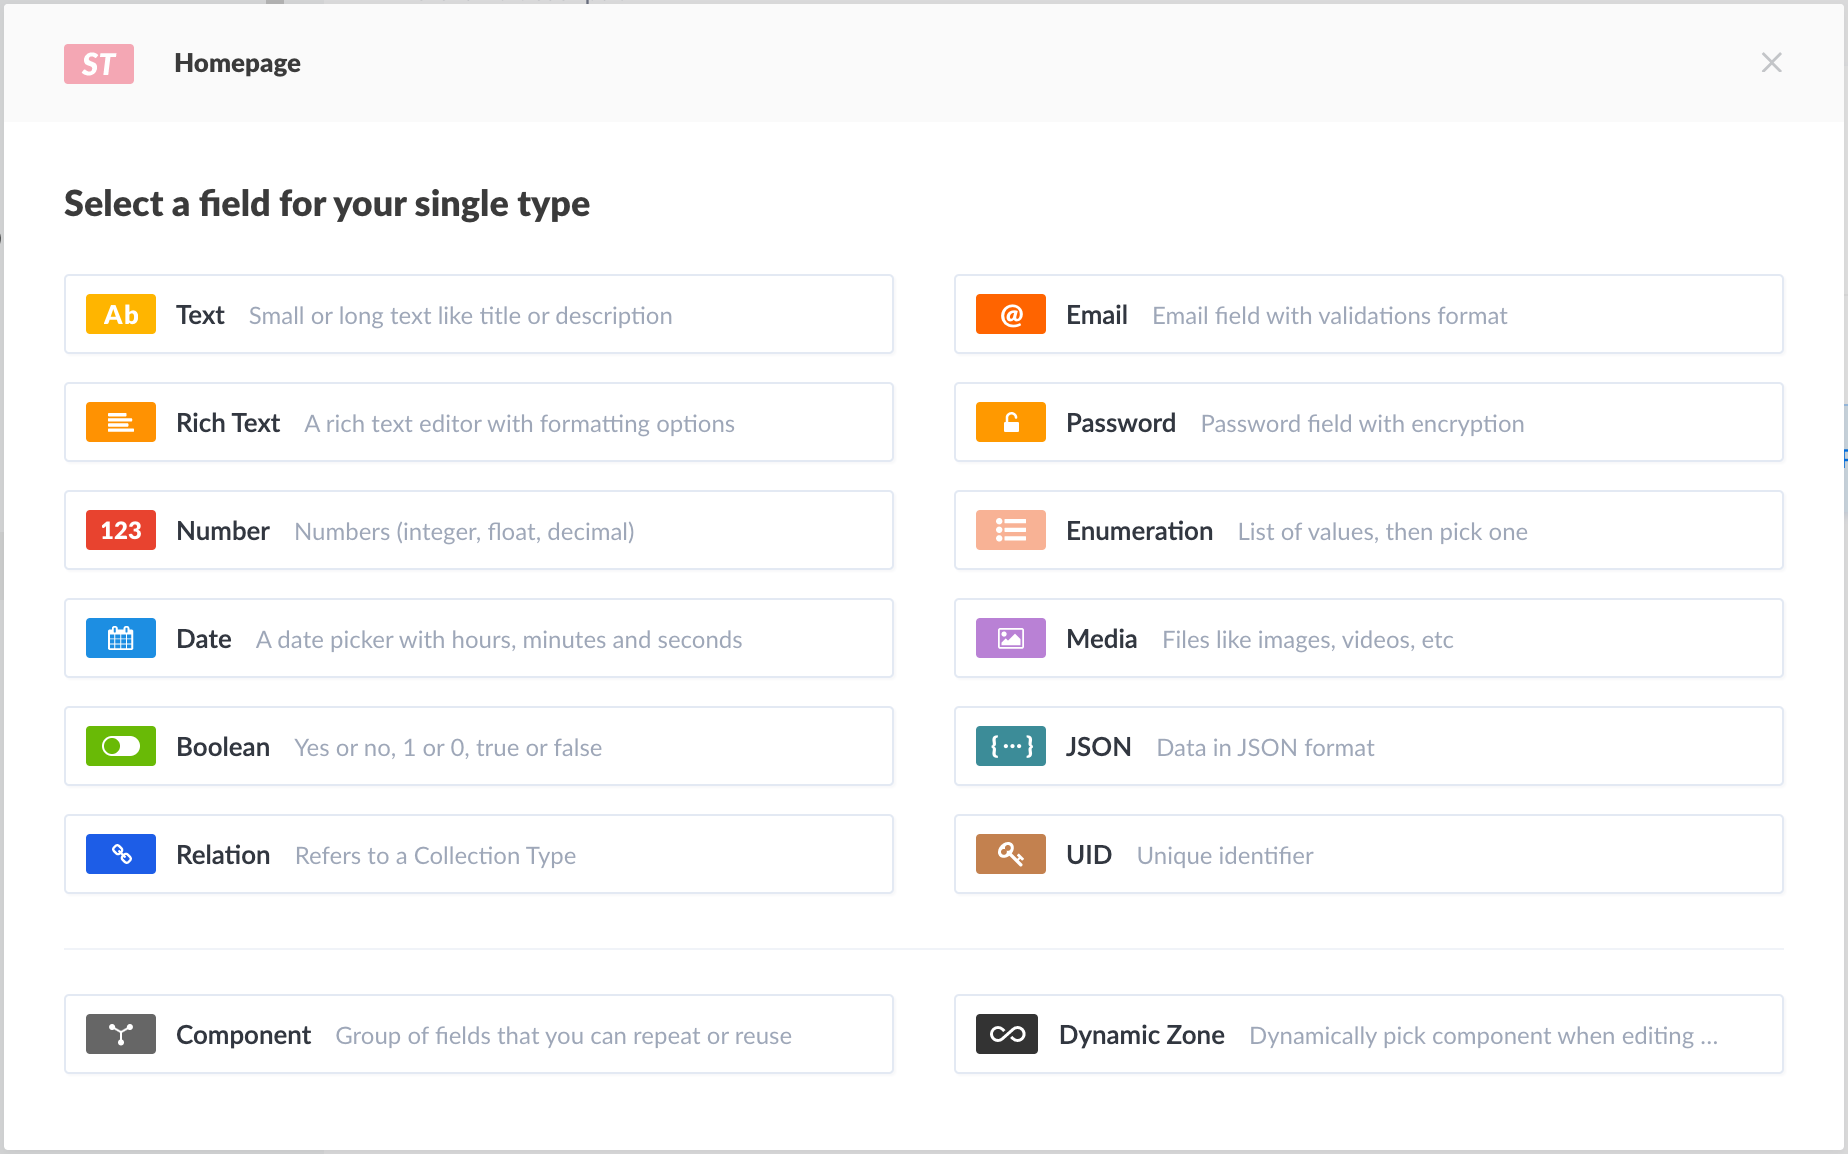 ST Homepage
Select a field for your single type
Ab Text Small or long text like title or description
@ Email Email field with validations format
Rich Text A rich text editor with formatting options
Password Password field with encryption
123 Number Numbers (integer, float, decimal)
Enumeration List of values, then pick one
Date A date picker with hours, minutes and seconds
Media Files like images, videos, etc
Boolean Yes or no, 1 or 0, true or false
{···} JSON Data in JSON format
Relation Refers to a Collection Type
UID Unique identifier
Component Group of fields that you can repeat or reuse
Dynamic Zone Dynamically pick component when editing ...